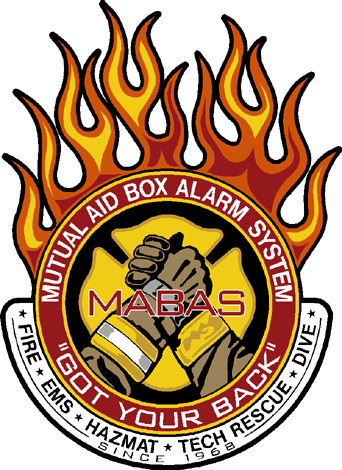 MUTUAL AID BOX ALARM SYSTEM
MABAS
"GOT YOUR BACK"
★ FIRE ★ EMS ★ HAZMAT ★ TECH RESCUE ★ DIVE ★
SINCE 1968